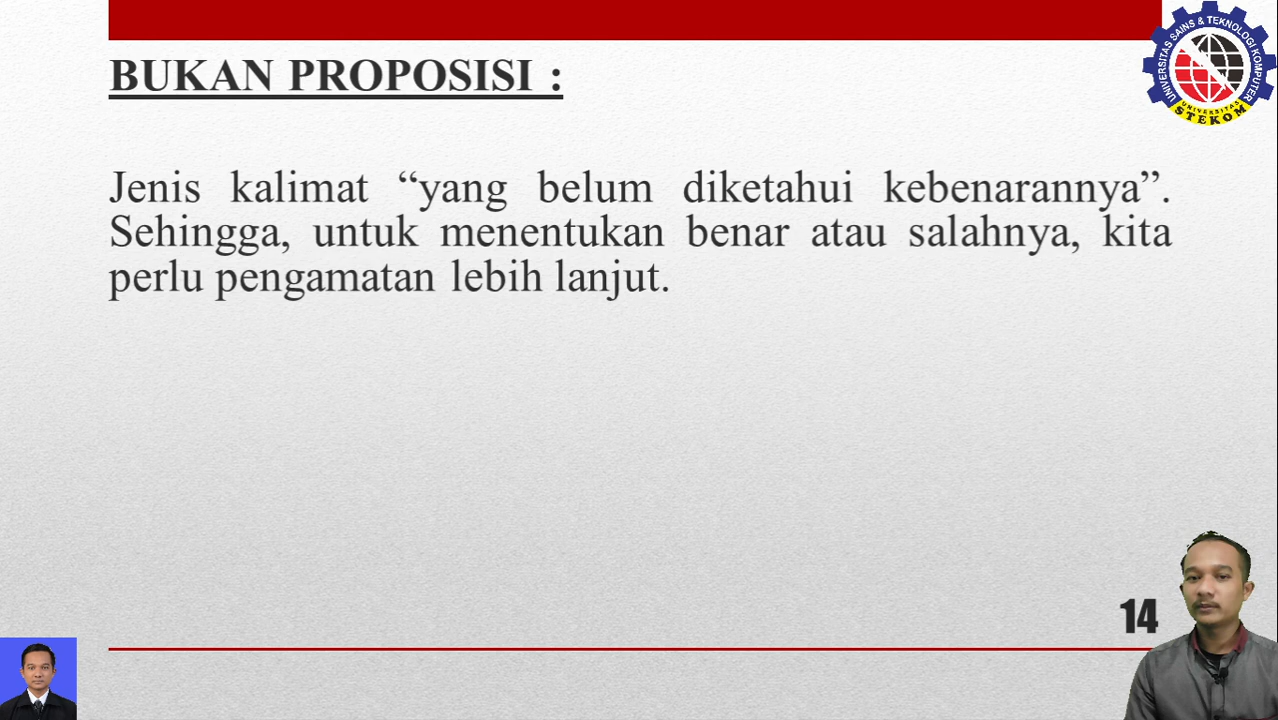 BUKAN PROPOSISI :
UNIVERSITAS SAINS & TEKNOLOGI KOMPUTER
UNIVERSITAS
STEKOM
Jenis kalimat “yang belum diketahui kebenarannya”.
Sehingga, untuk menentukan benar atau salahnya, kita
perlu pengamatan lebih lanjut.
14